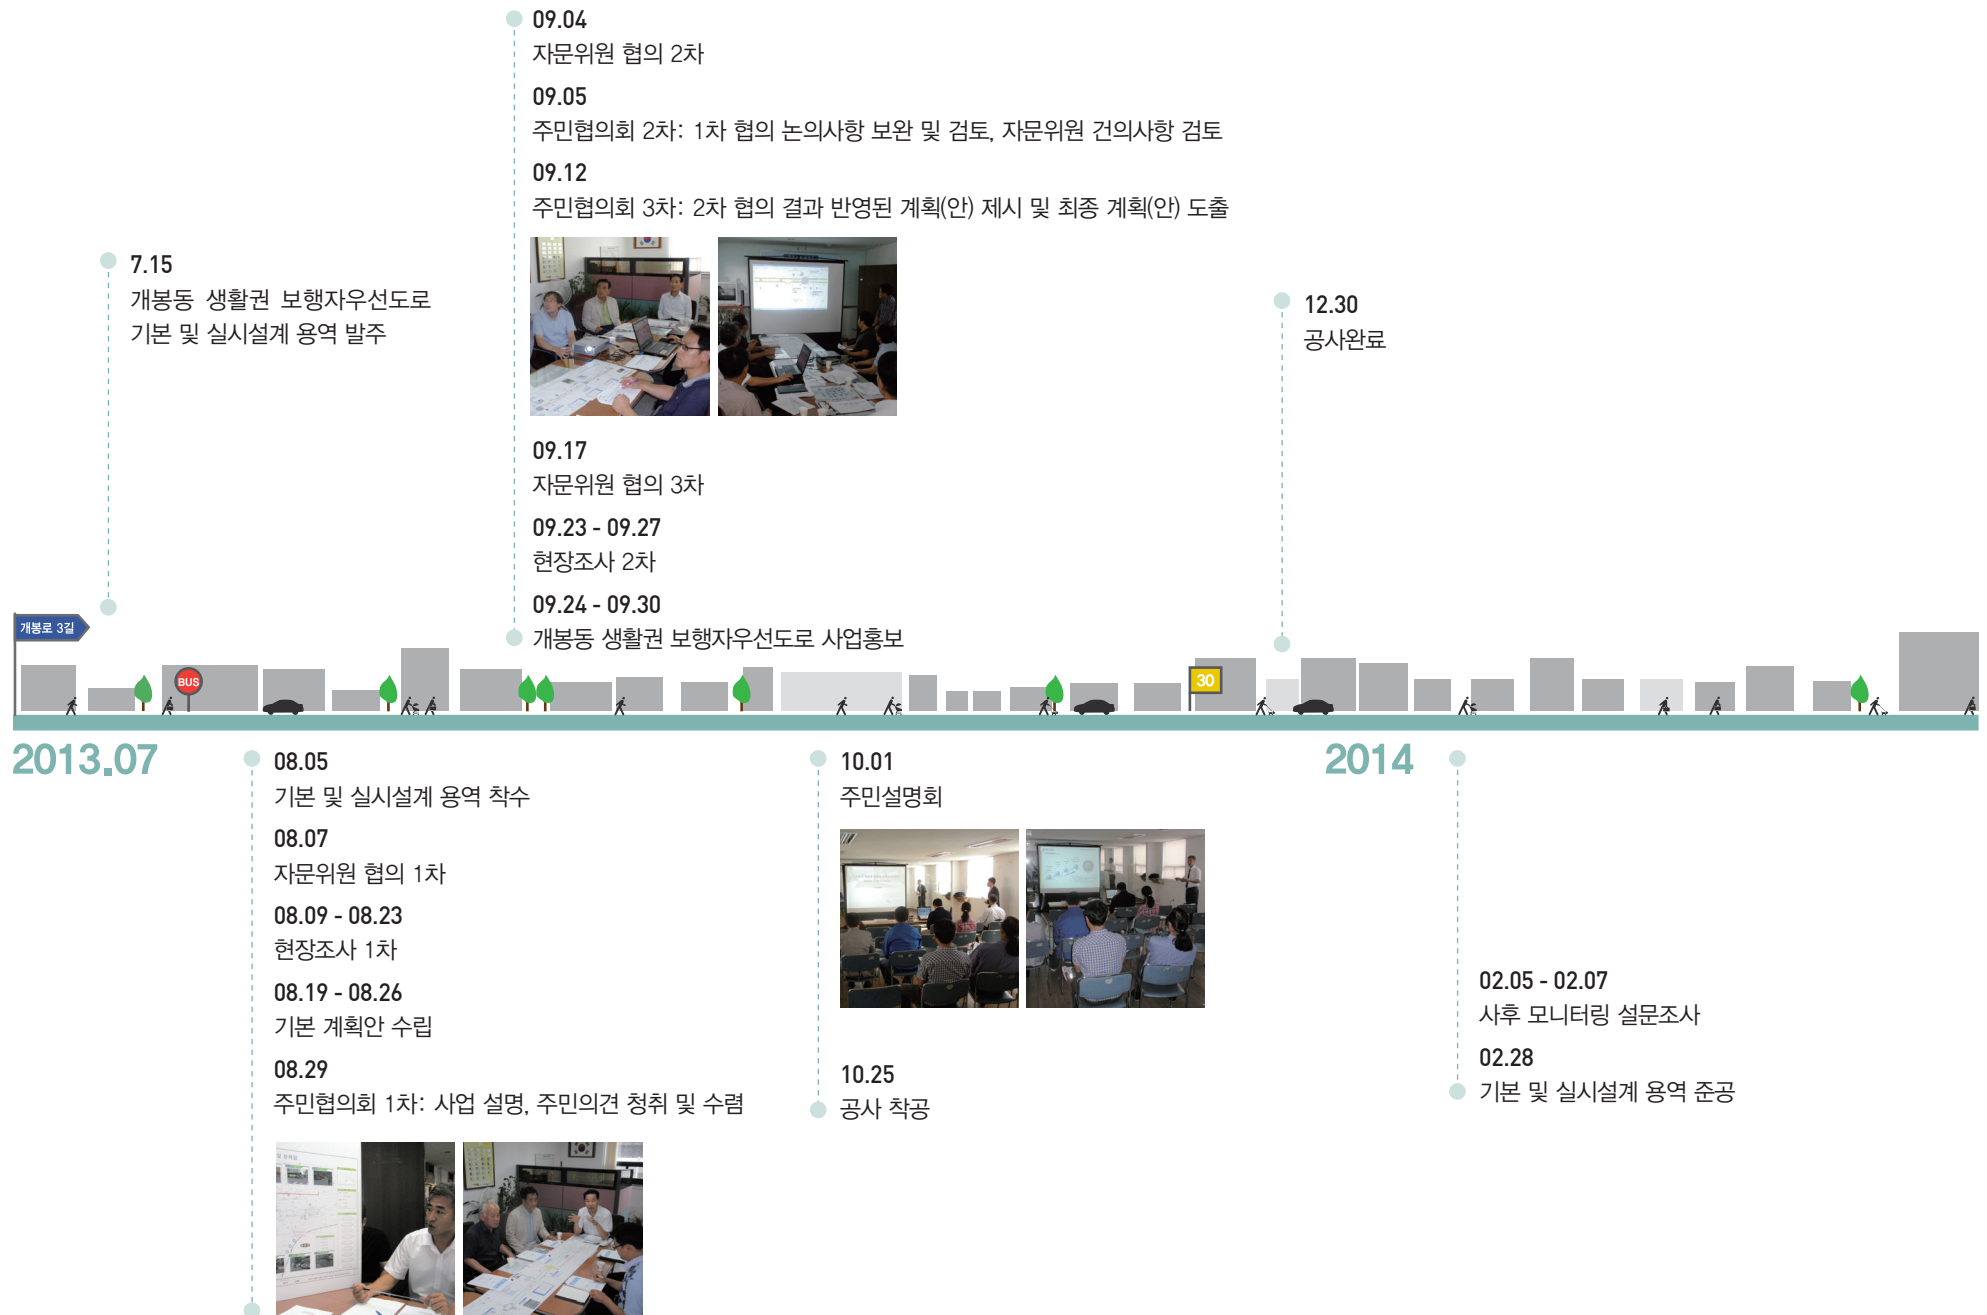 09.04
자문위원 협의 2차
09.05
주민협의회 2차: 1차 협의 논의사항 보완 및 검토, 자문위원 건의사항 검토
09.12
주민협의회 3차: 2차 협의 결과 반영된 계획(안) 제시 및 최종 계획(안) 도출
7.15
개봉동 생활권 보행자우선도로
기본 및 실시설계 용역 발주
12.30
공사완료
09.17
자문위원 협의 3차
09.23 - 09.27
현장조사 2차
09.24 - 09.30
개봉동 생활권 보행자우선도로 사업홍보
개봉로 3길
BUS
30
2013.07
2014
08.05
기본 및 실시설계 용역 착수
08.07
자문위원 협의 1차
08.09 - 08.23
현장조사 1차
08.19 - 08.26
기본 계획안 수립
08.29
주민협의회 1차: 사업 설명, 주민의견 청취 및 수렴
10.01
주민설명회
10.25
공사 착공
02.05 - 02.07
사후 모니터링 설문조사
02.28
기본 및 실시설계 용역 준공